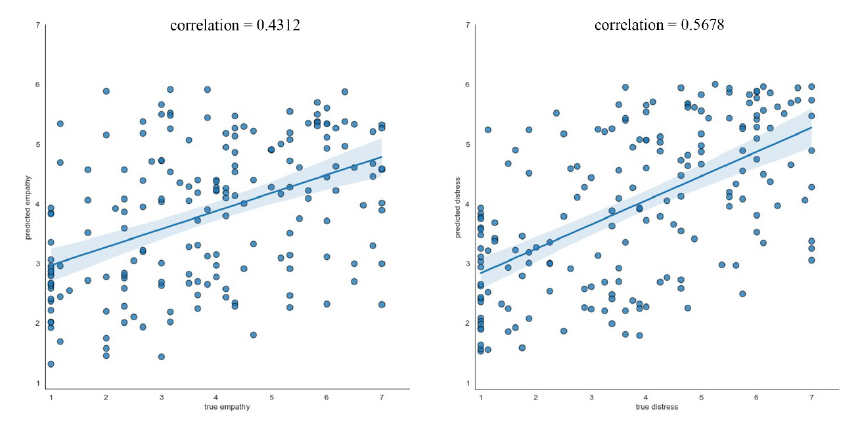 correlation = 0.4312
7
6
5
4
3
2
1
predicted empathy
1 2 3 4 5 6 7
true empathy
correlation = 0.5678
7
6
5
4
3
2
1
predicted distress
1 2 3 4 5 6 7
true distress